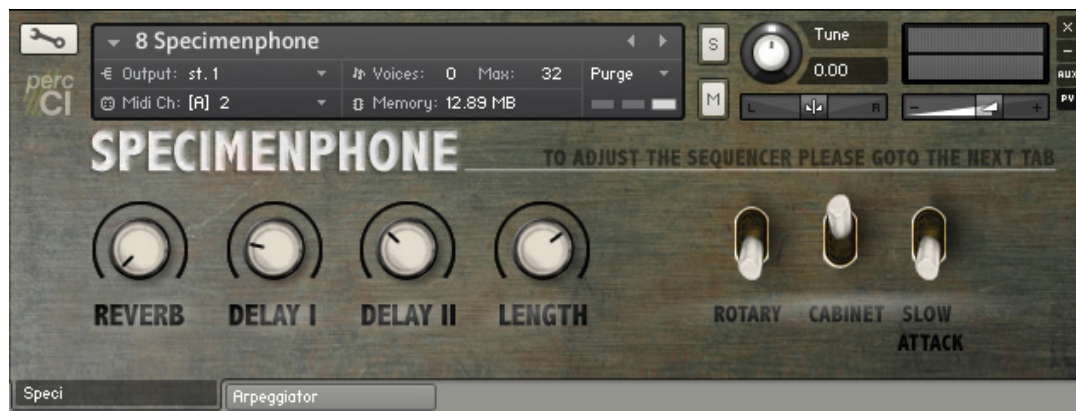 8 Specimenphone
Output: st.1
Voices: 0 Max: 32
Purge
Midi Ch: [A] 2
Memory: 12.89 MB
S
M
Tune
0.00
L R
- +
X
-
AUX
PV
perc
//CI
SPECIMENPHONE
TO ADJUST THE SEQUENCER PLEASE GOTO THE NEXT TAB
REVERB DELAY I DELAY II LENGTH
ROTARY CABINET SLOW
ATTACK
Speci
Arpeggiator